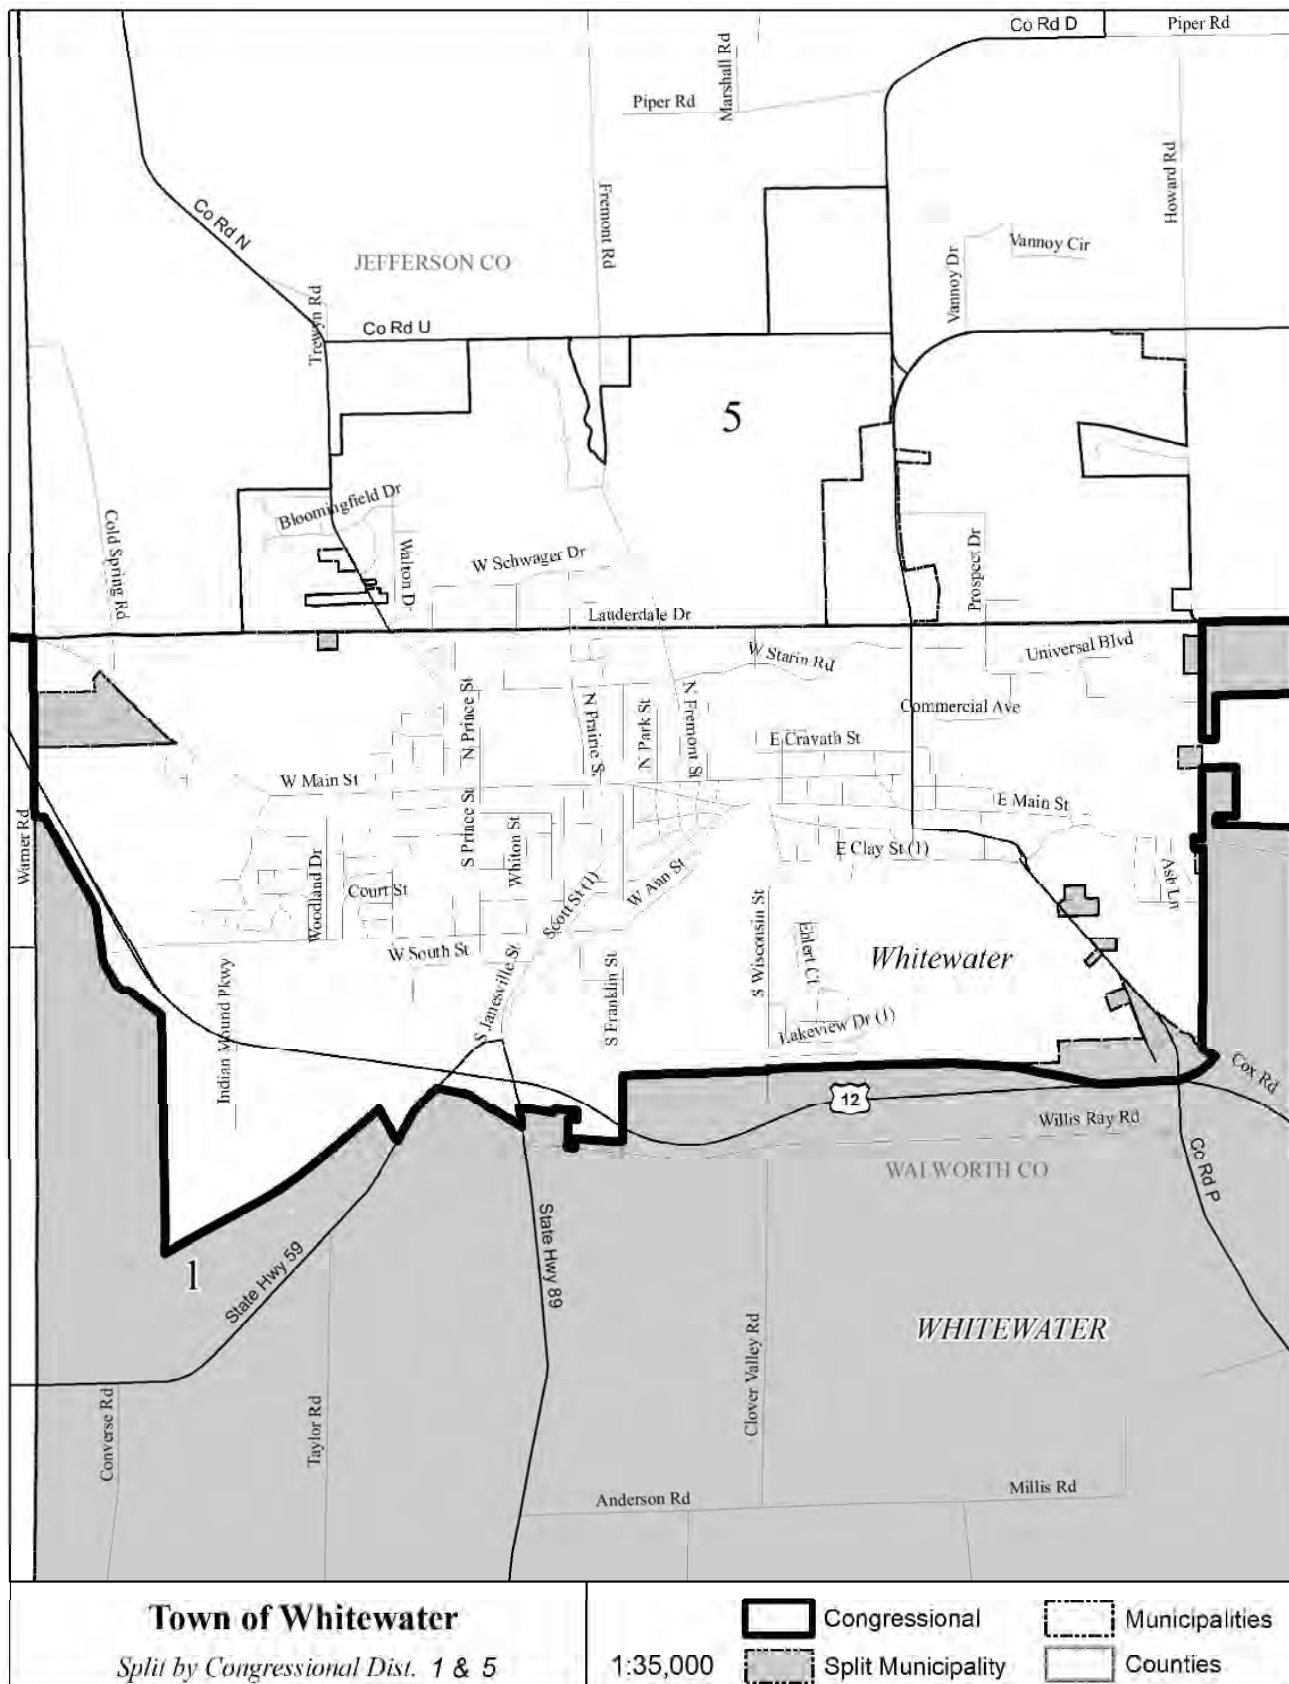 Co Rd D
Piper Rd
Marshall Rd
Piper Rd
Howard Rd
Fremont Rd
Co Rd N
Vannoy Cir
Vannoy Dr
JEFFERSON CO
Trewyn Rd
Co Rd U
5
Bloomingfield Dr
Cold Spring Rd
Walton Dr
W Schwager Dr
Prospect Dr
Lauderdale Dr
W Starin Rd
Universal Blvd
N Prince St
N Prairie S
N Park St
N Fremont St
Commercial Ave
E Cravath St
W Main St
E Main St
Warner Rd
S Prince St
Whiton St
E Clay St (1)
Woodland Dr
Court St
Scott St (1)
W Ann St
Ash Ln
W South St
S Wisconsin St
Ehlert Ct
Whitewater
Indian Mound Pkwy
S Janesville St
S Franklin St
Lakeview Dr (1)
Cox Rd
12
Willis Ray Rd
WALWORTH CO
Co Rd P
1
State Hwy 59
State Hwy 89
WHITEWATER
Clover Valley Rd
Converse Rd
Taylor Rd
Anderson Rd
Millis Rd
Town of Whitewater
Split by Congressional Dist. 1 & 5
1:35,000
Congressional
Municipalities
Split Municipality
Counties